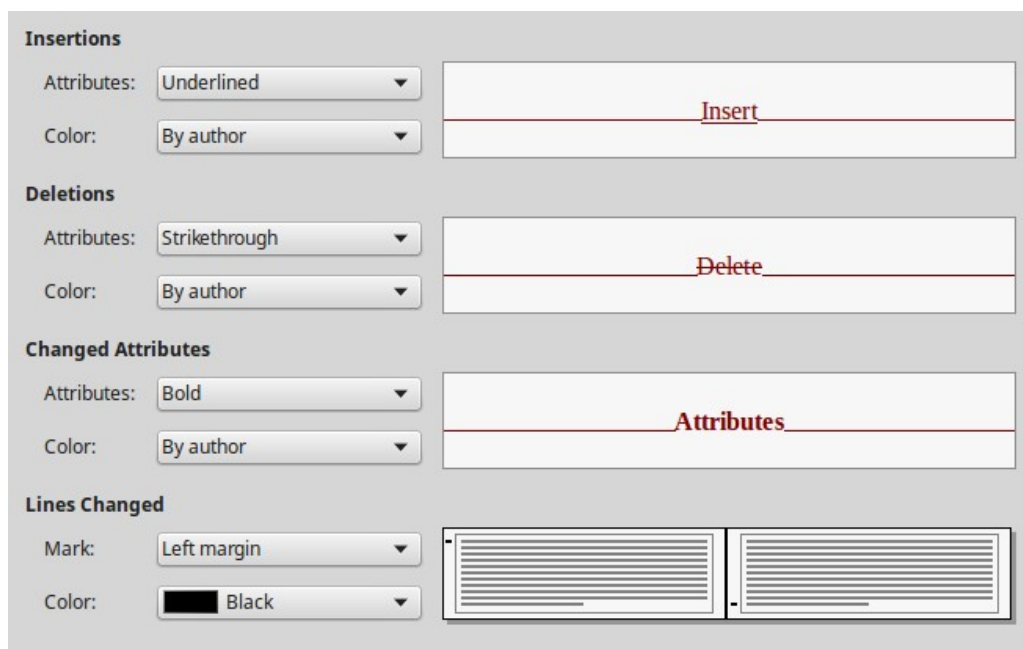 Insertions
Attributes: Underlined
Insert
Color: By author
Deletions
Attributes: Strikethrough
Delete
Color: By author
Changed Attributes
Attributes: Bold
Attributes
Color: By author
Lines Changed
Mark: Left margin
Color: Black